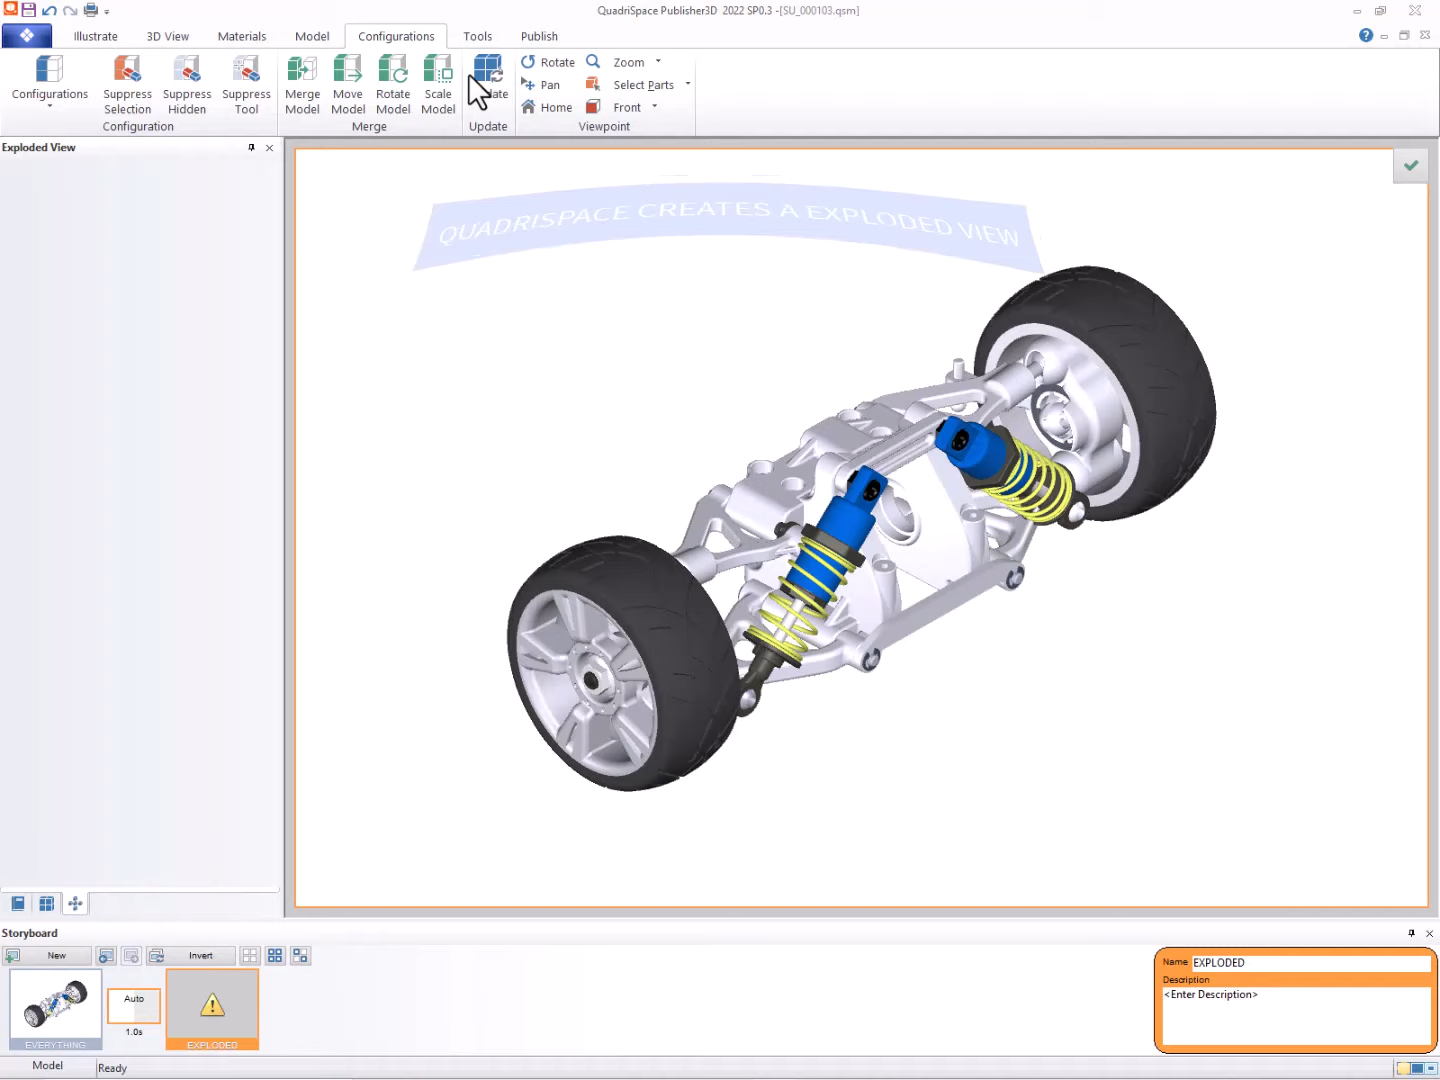 QuadriSpace Publisher3D 2022 SP0.3 -[SU_000103.qsm]
Illustrate 3D View Materials Model Configurations Tools Publish
Configurations
Suppress Selection
Suppress Hidden
Suppress Tool
Merge Model
Move Model
Rotate Model
Scale Model
Rotate Zoom
Pan Select Parts
Home Front
Configuration Merge Update Viewpoint
Exploded View
QUADRISPACE CREATES A EXPLODED VIEW
Storyboard
New Invert
Auto
1.0s
EVERYTHING
EXPLODED
Name EXPLODED
Description
<Enter Description>
Model Ready